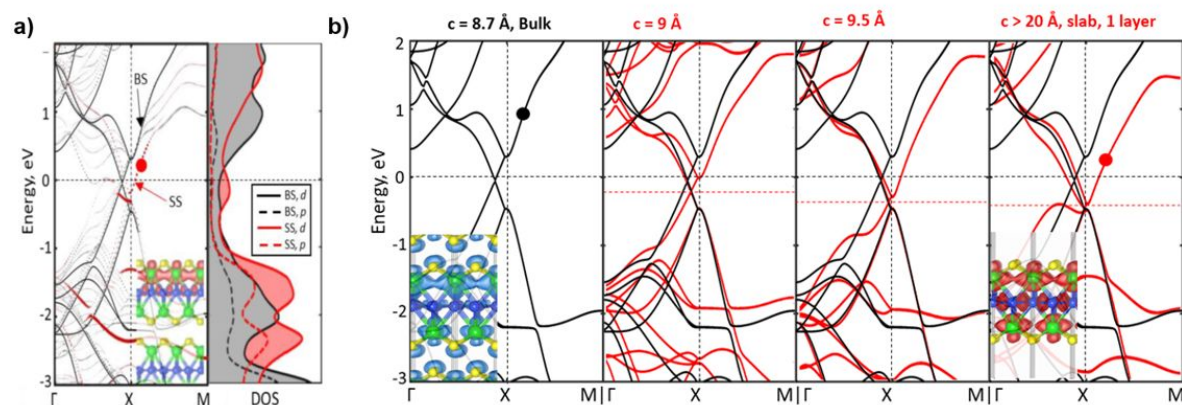 a)
Energy, eV
1
0
-1
-2
-3
BS
SS
BS, d
BS, p
SS, d
SS, p
Γ X M DOS
b)
c = 8.7 Å, Bulk
c = 9 Å
c = 9.5 Å
c > 20 Å, slab, 1 layer
Energy, eV
2
1
0
-1
-2
-3
Γ X M|Γ X M|Γ X M|Γ X M